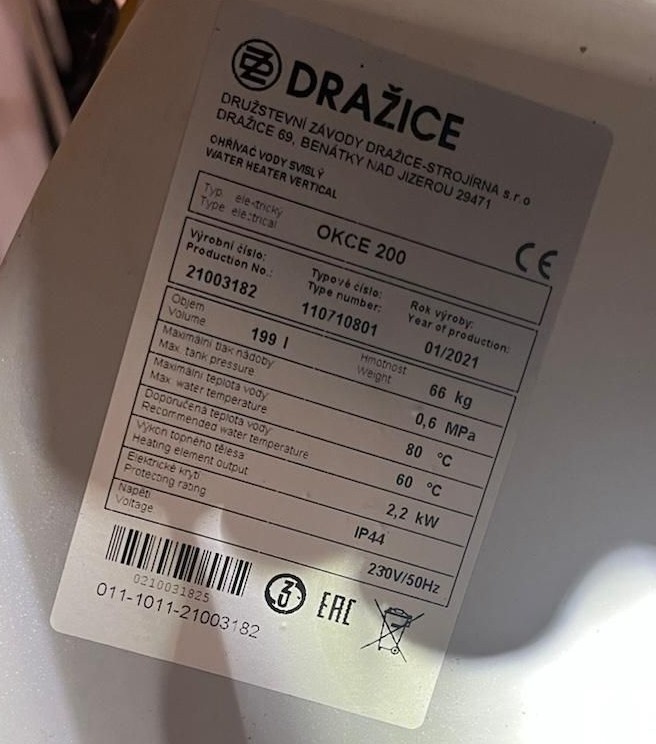 DRAŽICE
DRUŽSTEVNÍ ZÁVODY DRAŽICE-STROJÍRNA s.r.o
DRAŽICE 69, BENÁTKY NAD JIZEROU 29471
OHŘÍVAČ VODY SVISLÝ
WATER HEATER VERTICAL
CE
Typ elektrický
Type electrical
OKCE 200
Výrobní číslo:
Production No.:
21003182
Typové číslo:
Type number:
110710801
Rok výroby:
Year of production:
01/2021
Objem
Volume
199 l
Hmotnost
Weight
66 kg
Maximální tlak nádoby
Max. tank pressure
0,6 MPa
Maximální teplota vody
Max. water temperature
80 °C
Doporučená teplota vody
Recommended water temperature
60 °C
Výkon topného tělesa
Heating element output
2,2 kW
Elektrické krytí
Protecting rating
IP44
Napětí
Voltage
230V/50Hz
0210031825
011-1011-21003182
EAC